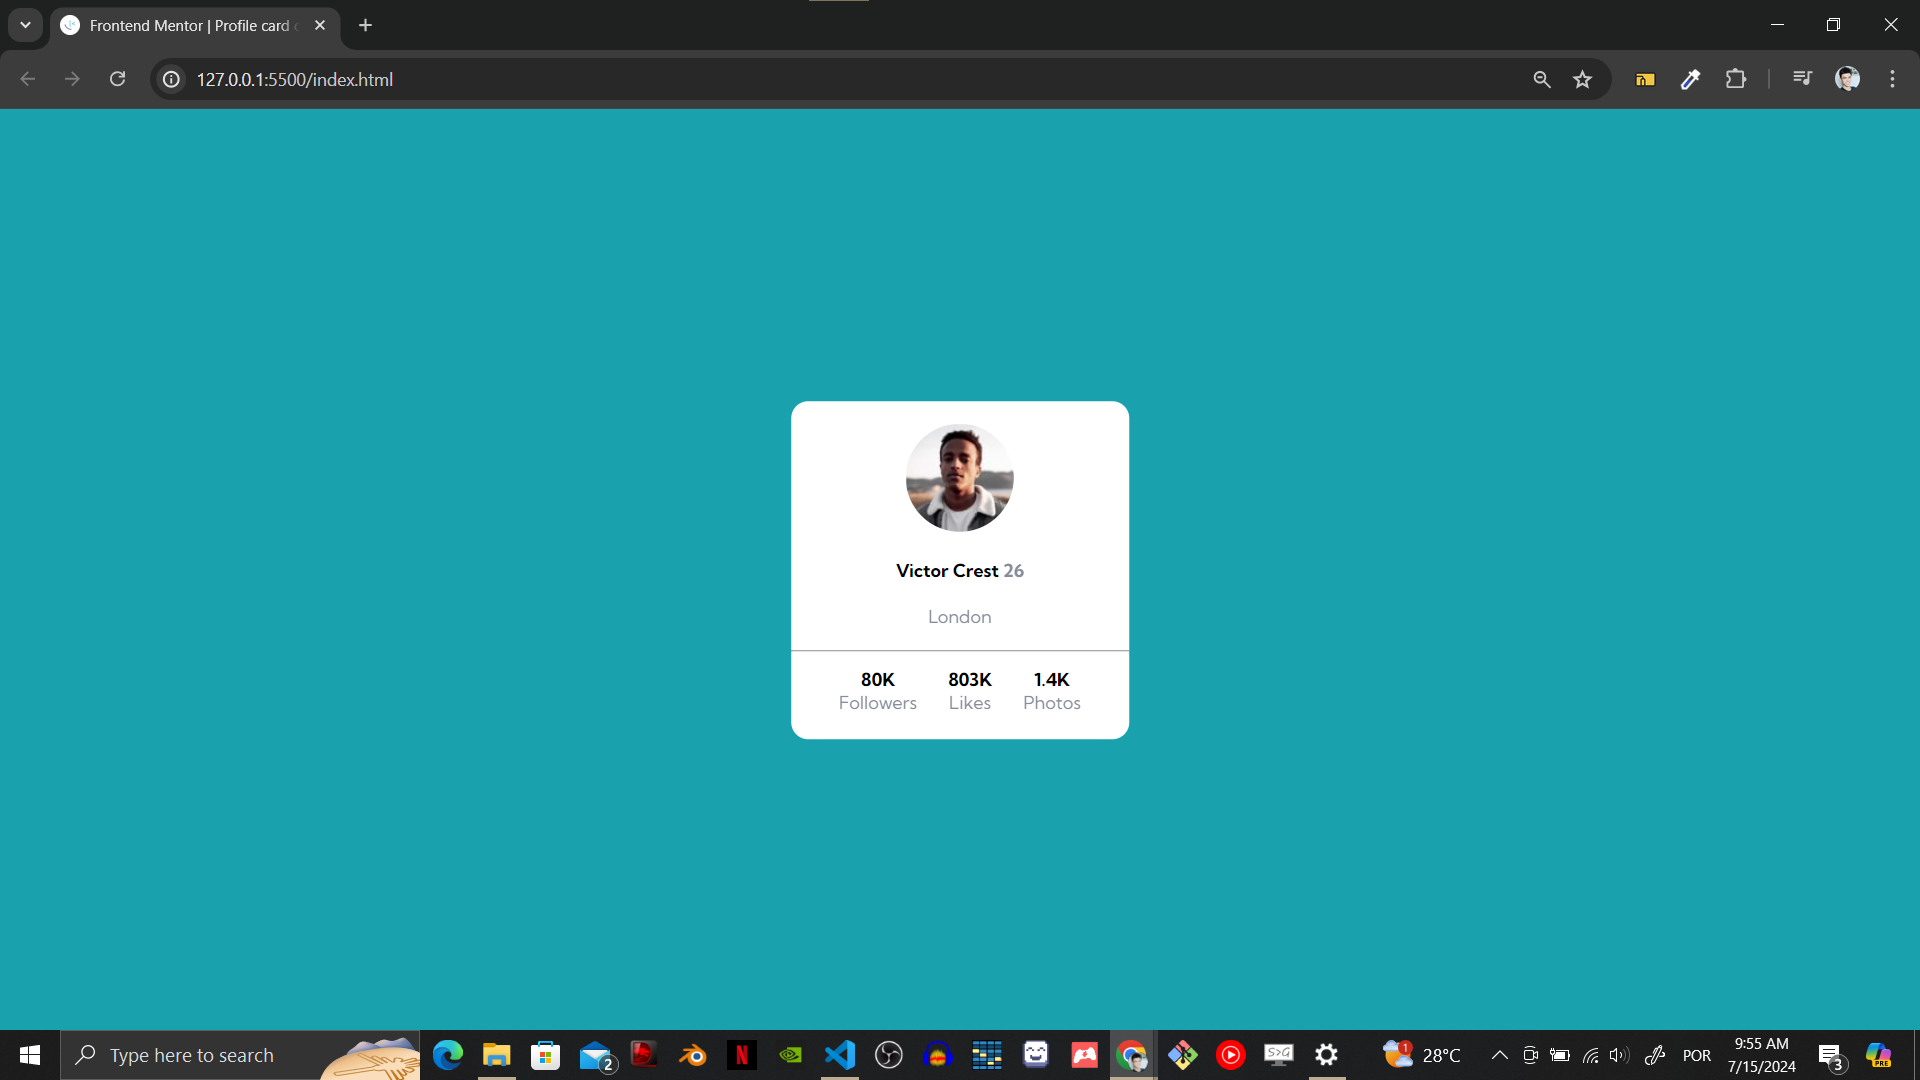 Frontend Mentor | Profile card
127.0.0.1:5500/index.html
Victor Crest 26
London
80K 803K 1.4K
Followers Likes Photos
Type here to search
2
N
S>G
1
28°C
POR
9:55 AM
7/15/2024
3
PRE